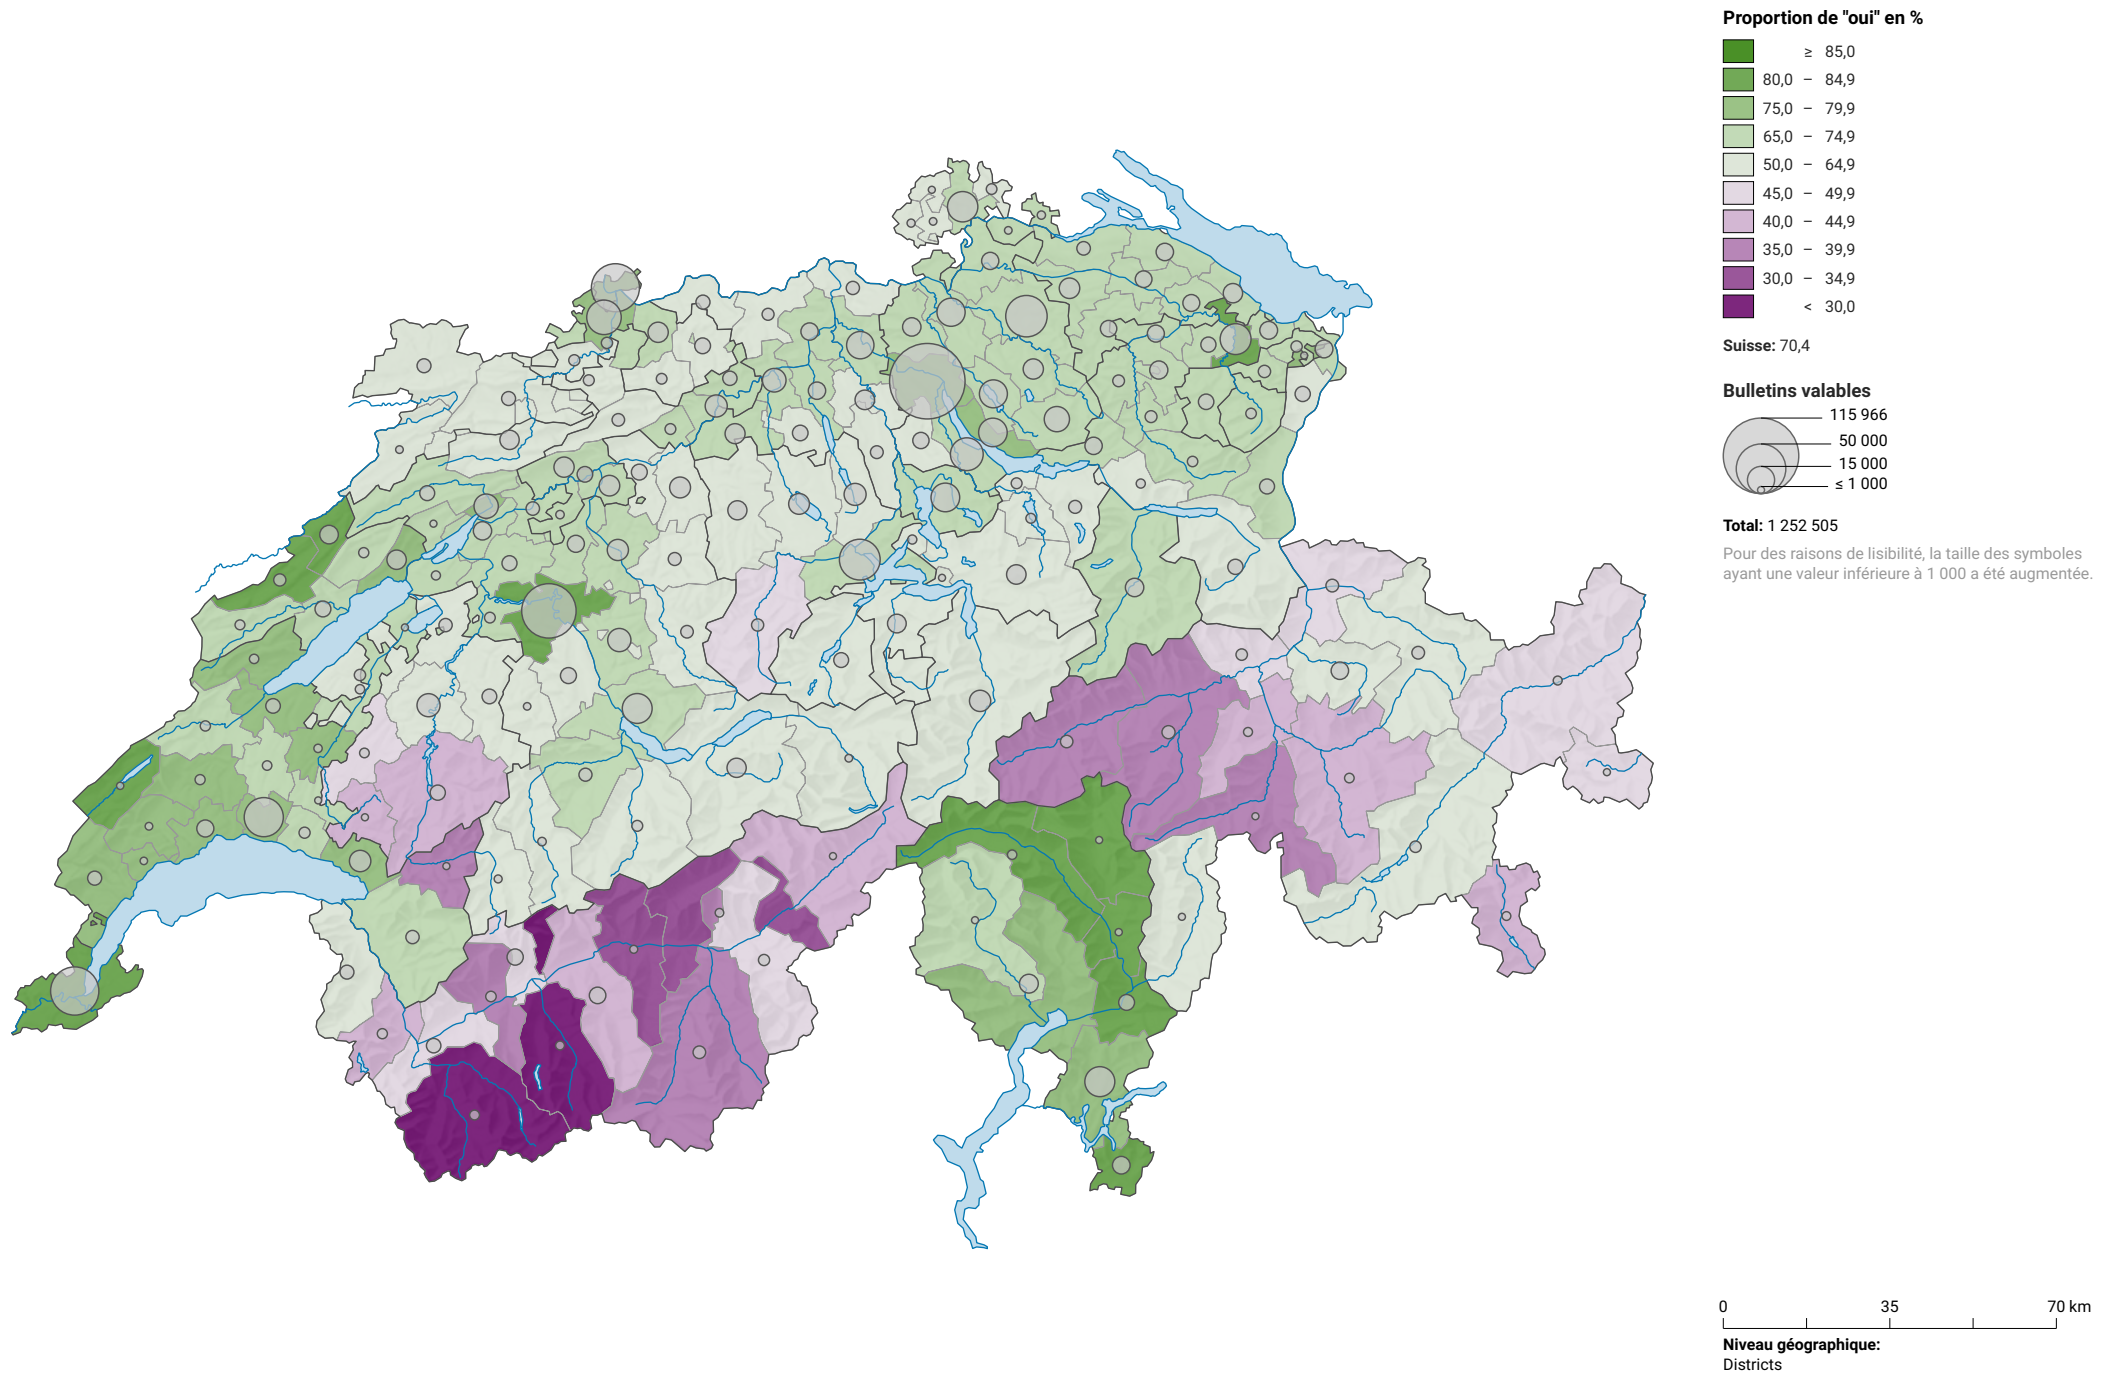 Proportion de "oui" en %
≥ 85,0
80,0 – 84,9
75,0 – 79,9
65,0 – 74,9
50,0 – 64,9
45,0 – 49,9
40,0 – 44,9
35,0 – 39,9
30,0 – 34,9
< 30,0
Suisse: 70,4
Bulletins valables
115 966
50 000
15 000
≤ 1 000
Total: 1 252 505
Pour des raisons de lisibilité, la taille des symboles
ayant une valeur inférieure à 1 000 a été augmentée.
0 35 70 km
Niveau géographique:
Districts